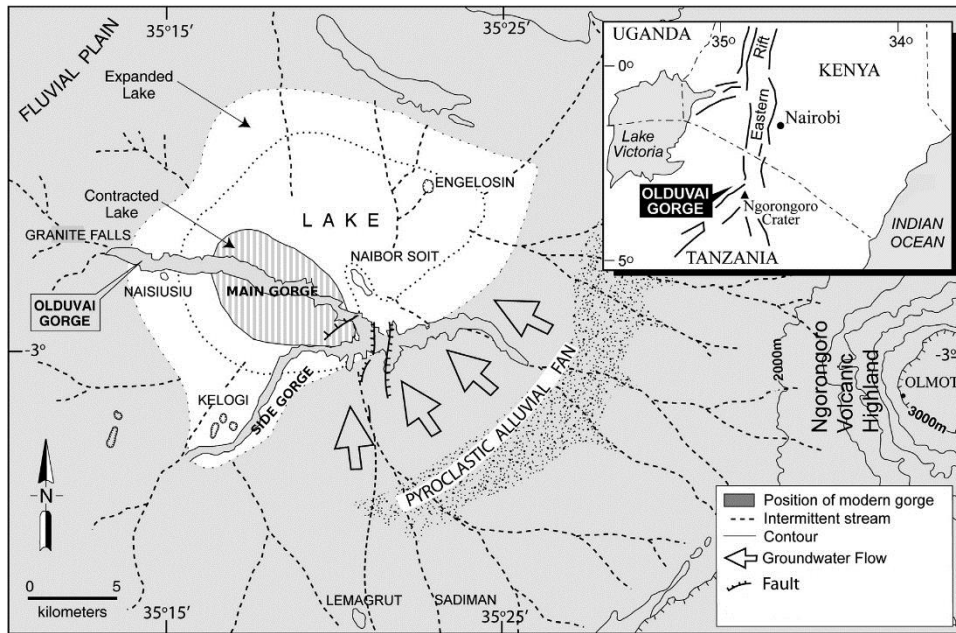 35°15′
35°25′
FLUVIAL PLAIN
Expanded
Lake
Contracted
Lake
LAKE
ENGELOSIN
GRANITE FALLS
NAIBOR SOIT
NAISIUSIU
MAIN GORGE
OLDUVAI
GORGE
-3°
KELOGI
SIDE GORGE
PYROCLASTIC ALLUVIAL FAN
2000m
Ngorongoro
Volcanic
Highland
-3°
OLMOT
3000m
N
0 5
kilometers
LEMAGRUT
SADIMAN
35°15′
35°25′
UGANDA
35°
34°
0°
Rift
KENYA
Eastern
Nairobi
Lake
Victoria
OLDUVAI
GORGE
Ngorongoro
Crater
INDIAN
OCEAN
TANZANIA
5°
Position of modern gorge
Intermittent stream
Contour
Groundwater Flow
Fault